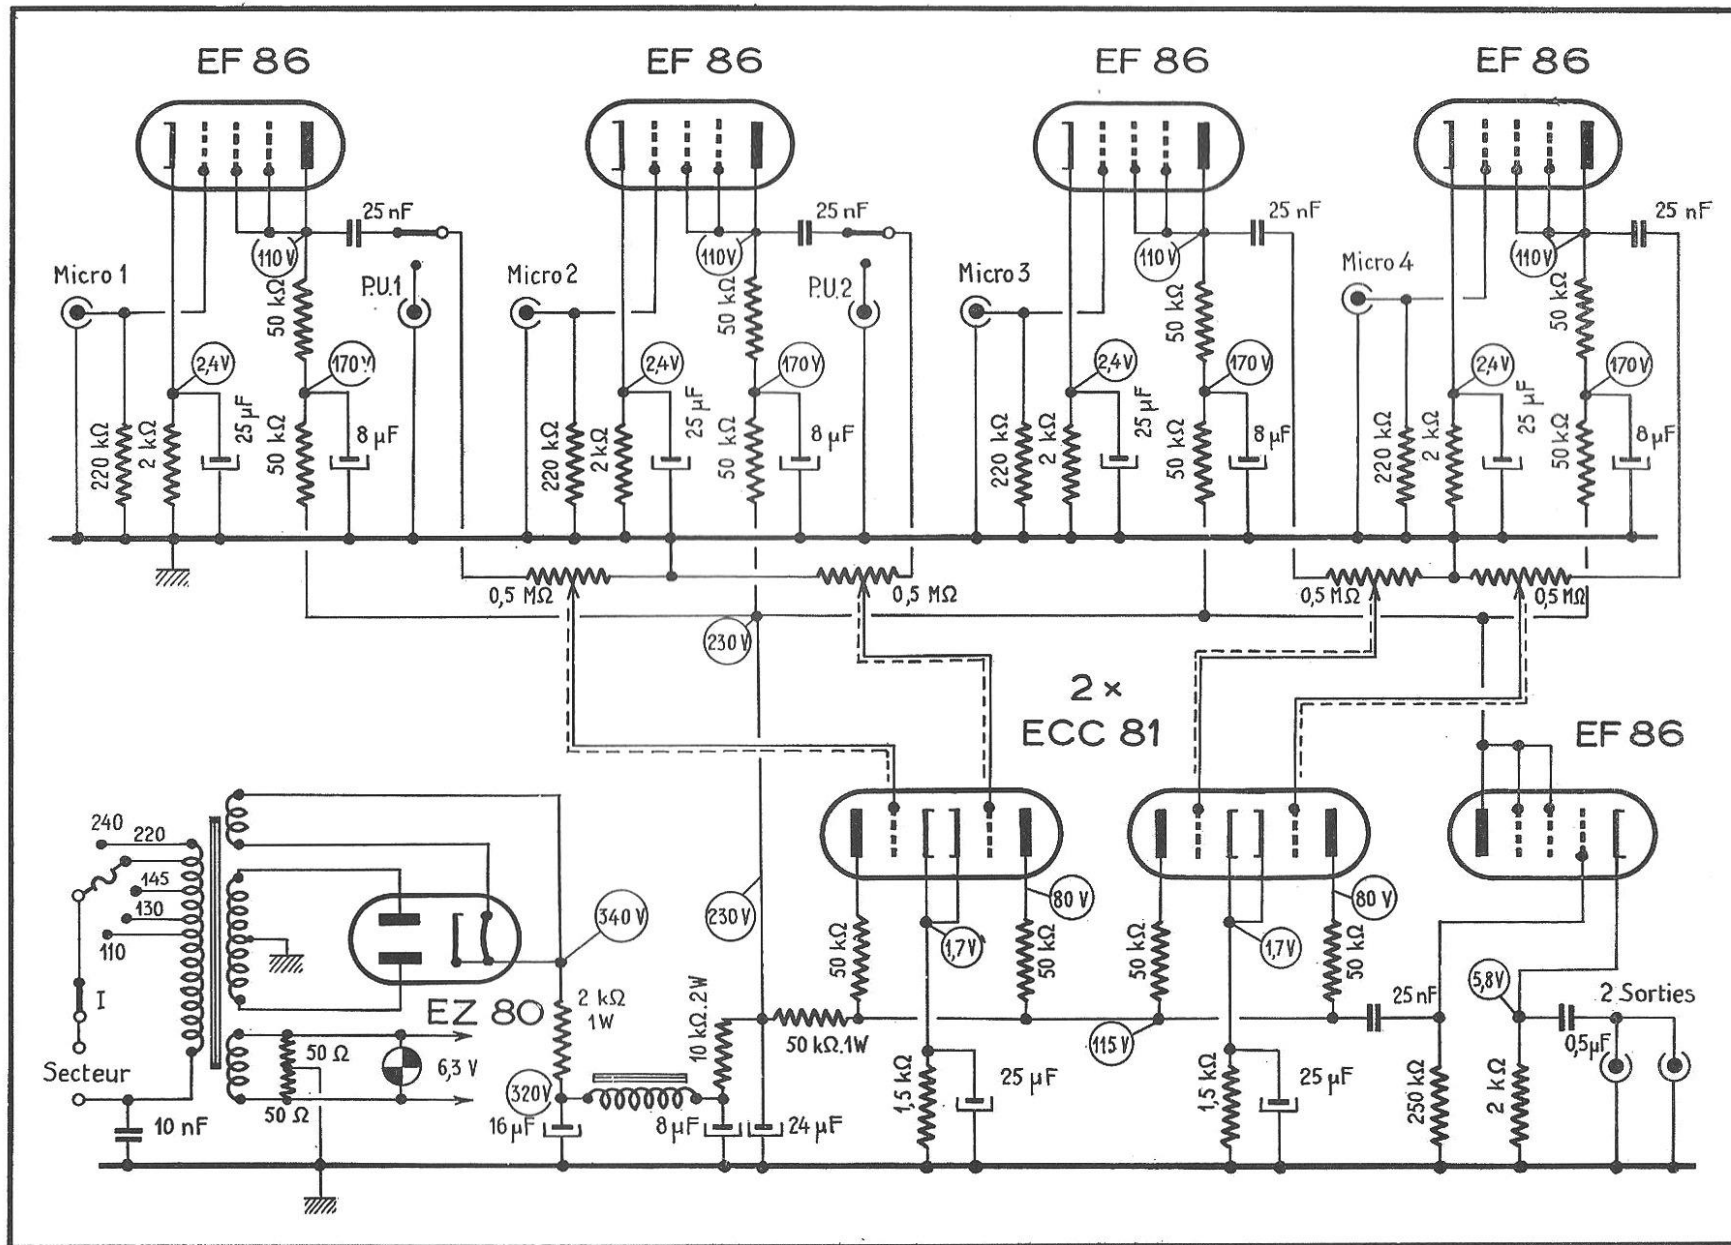 EF 86
EF 86
EF 86
EF 86
25 nF
25 nF
25 nF
25 nF
110V
110V
110V
110V
Micro 1
P.U.1
Micro 2
P.U.2
Micro 3
Micro 4
50 kΩ
50 kΩ
50 kΩ
50 kΩ
2,4V
170V
2,4V
170V
2,4V
170V
2,4V
170V
220 kΩ
2 kΩ
25 µF
50 kΩ
8 µF
220 kΩ
2 kΩ
25 µF
50 kΩ
8 µF
220 kΩ
2 kΩ
25 µF
50 kΩ
8 µF
220 kΩ
2 kΩ
25 µF
50 kΩ
8 µF
0,5 MΩ
0,5 MΩ
0,5 MΩ
0,5 MΩ
230 V
2 ×
ECC 81
EF 86
240
220
145
130
110
I
Secteur
10 nF
EZ 80
50 Ω
50 Ω
6,3 V
340 V
2 kΩ
1W
320V
16 µF
8 µF
10 kΩ.2W
230 V
24 µF
50 kΩ.1W
50 kΩ
1,7V
80 V
50 kΩ
1,5 kΩ
25 µF
115 V
50 kΩ
1,7V
80 V
50 kΩ
1,5 kΩ
25 µF
25 nF
250 kΩ
5,8V
2 kΩ
0,5µF
2 Sorties